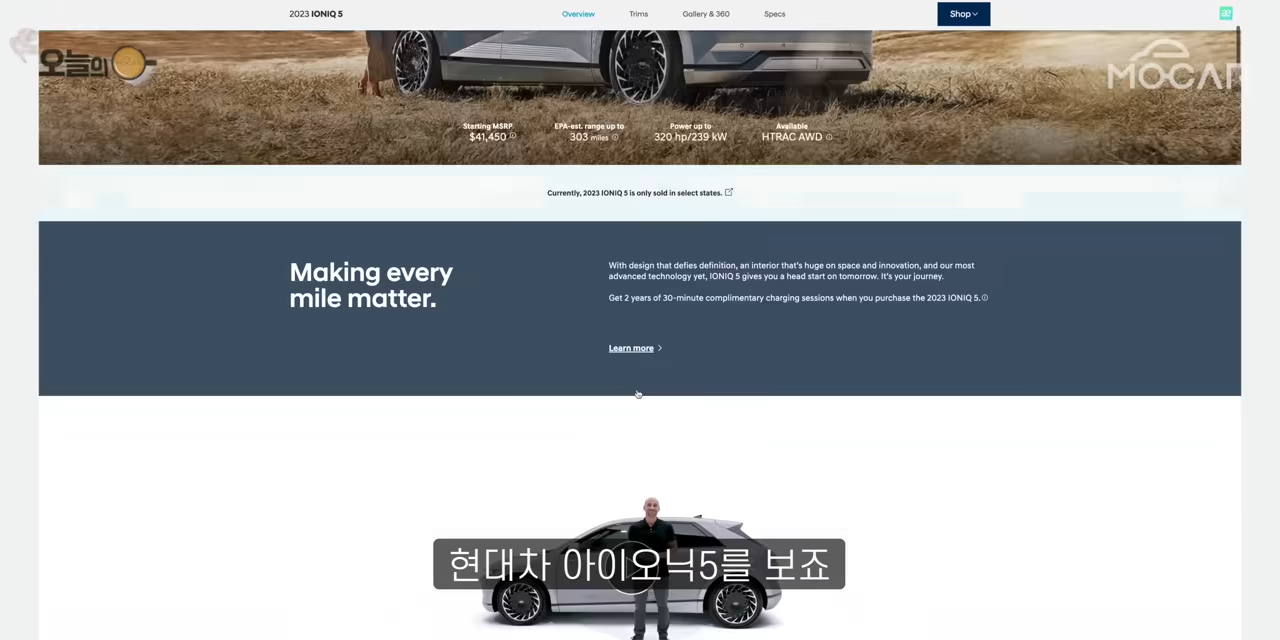 2023 IONIQ 5
Overview
Trims
Gallery & 360
Specs
Shop
æ
오늘의
MOCAR
Starting MSRP
$41,450
EPA-est. range up to
303 miles
Power up to
320 hp/239 kW
Available
HTRAC AWD
Currently, 2023 IONIQ 5 is only sold in select states.
Making every
mile matter.
With design that defies definition, an interior that's huge on space and innovation, and our most
advanced technology yet, IONIQ 5 gives you a head start on tomorrow. It's your journey.
Get 2 years of 30-minute complimentary charging sessions when you purchase the 2023 IONIQ 5.
Learn more
현대차 아이오닉5를 보죠